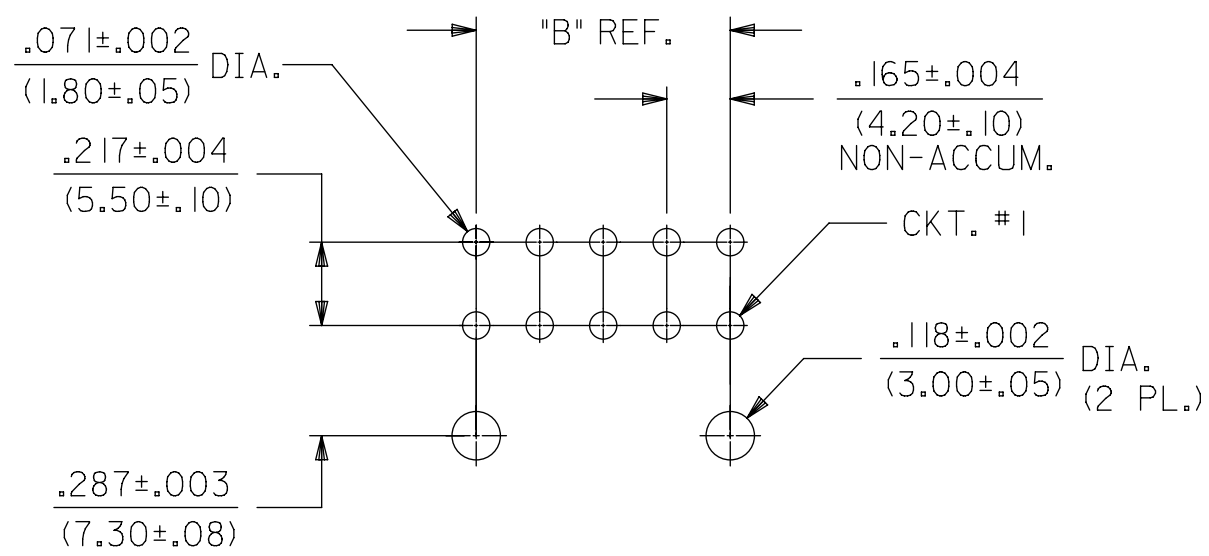 .071±.002
(1.80±.05)
DIA.
"B" REF.
.165±.004
(4.20±.10)
NON-ACCUM.
.217±.004
(5.50±.10)
CKT. #1
.118±.002
(3.00±.05)
DIA.
(2 PL.)
.287±.003
(7.30±.08)